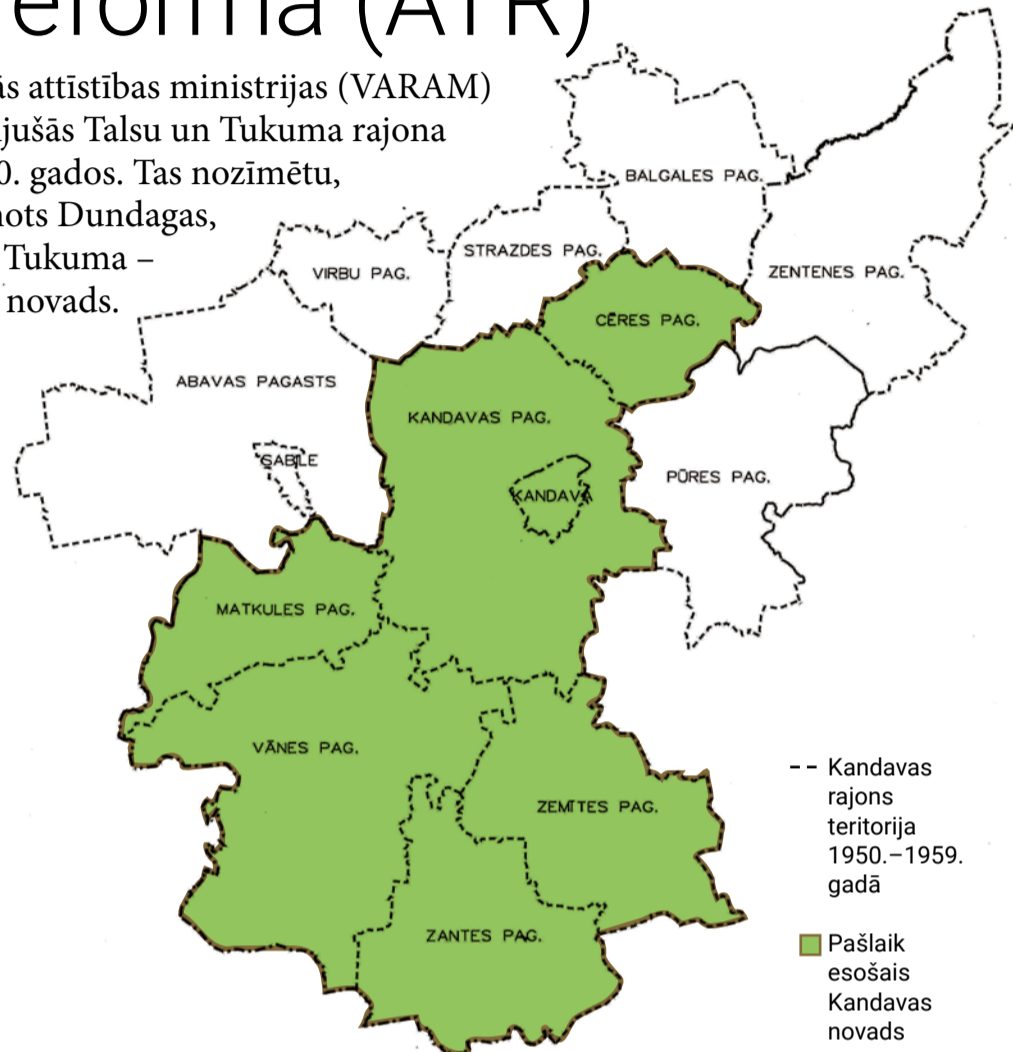 eforma (ATR)
ās attīstības ministrijas (VARAM)
jušās Talsu un Tukuma rajona
0. gados. Tas nozīmētu,
nots Dundagas,
Tukuma –
novads.
BALGALES PAG.
STRAZDES PAG.
VIRBU PAG.
ZENTENES PAG.
CĒRES PAG.
ABAVAS PAGASTS
KANDAVAS PAG.
SABILE
PŪRES PAG.
KANDAVA
MATKULES PAG.
VĀNES PAG.
ZEMĪTES PAG.
ZANTES PAG.
Kandavas
rajons
teritorija
1950.–1959.
gadā
Pašlaik
esošais
Kandavas
novads